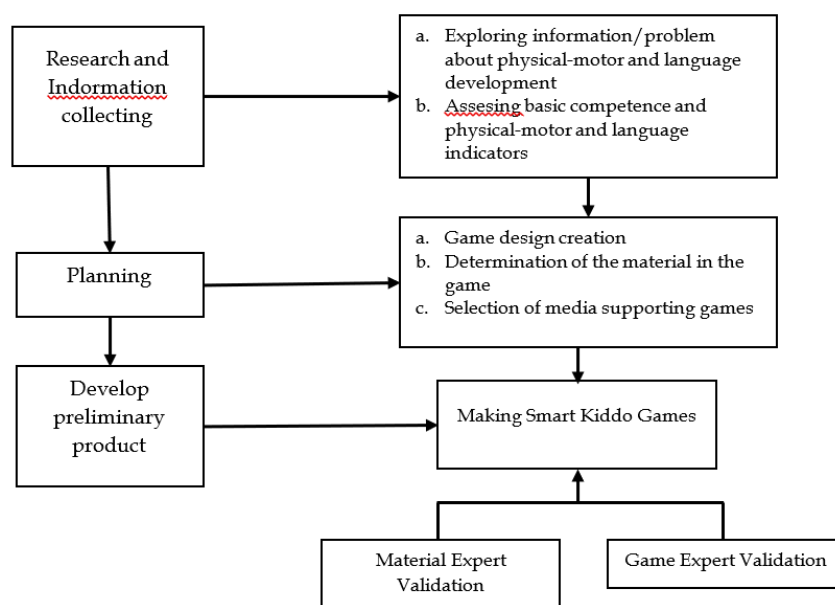 Research and
Indormation
collecting
a. Exploring information/problem
about physical-motor and language
development
b. Assesing basic competence and
physical-motor and language
indicators
Planning
a. Game design creation
b. Determination of the material in the
game
c. Selection of media supporting games
Develop
preliminary
product
Making Smart Kiddo Games
Material Expert
Validation
Game Expert Validation